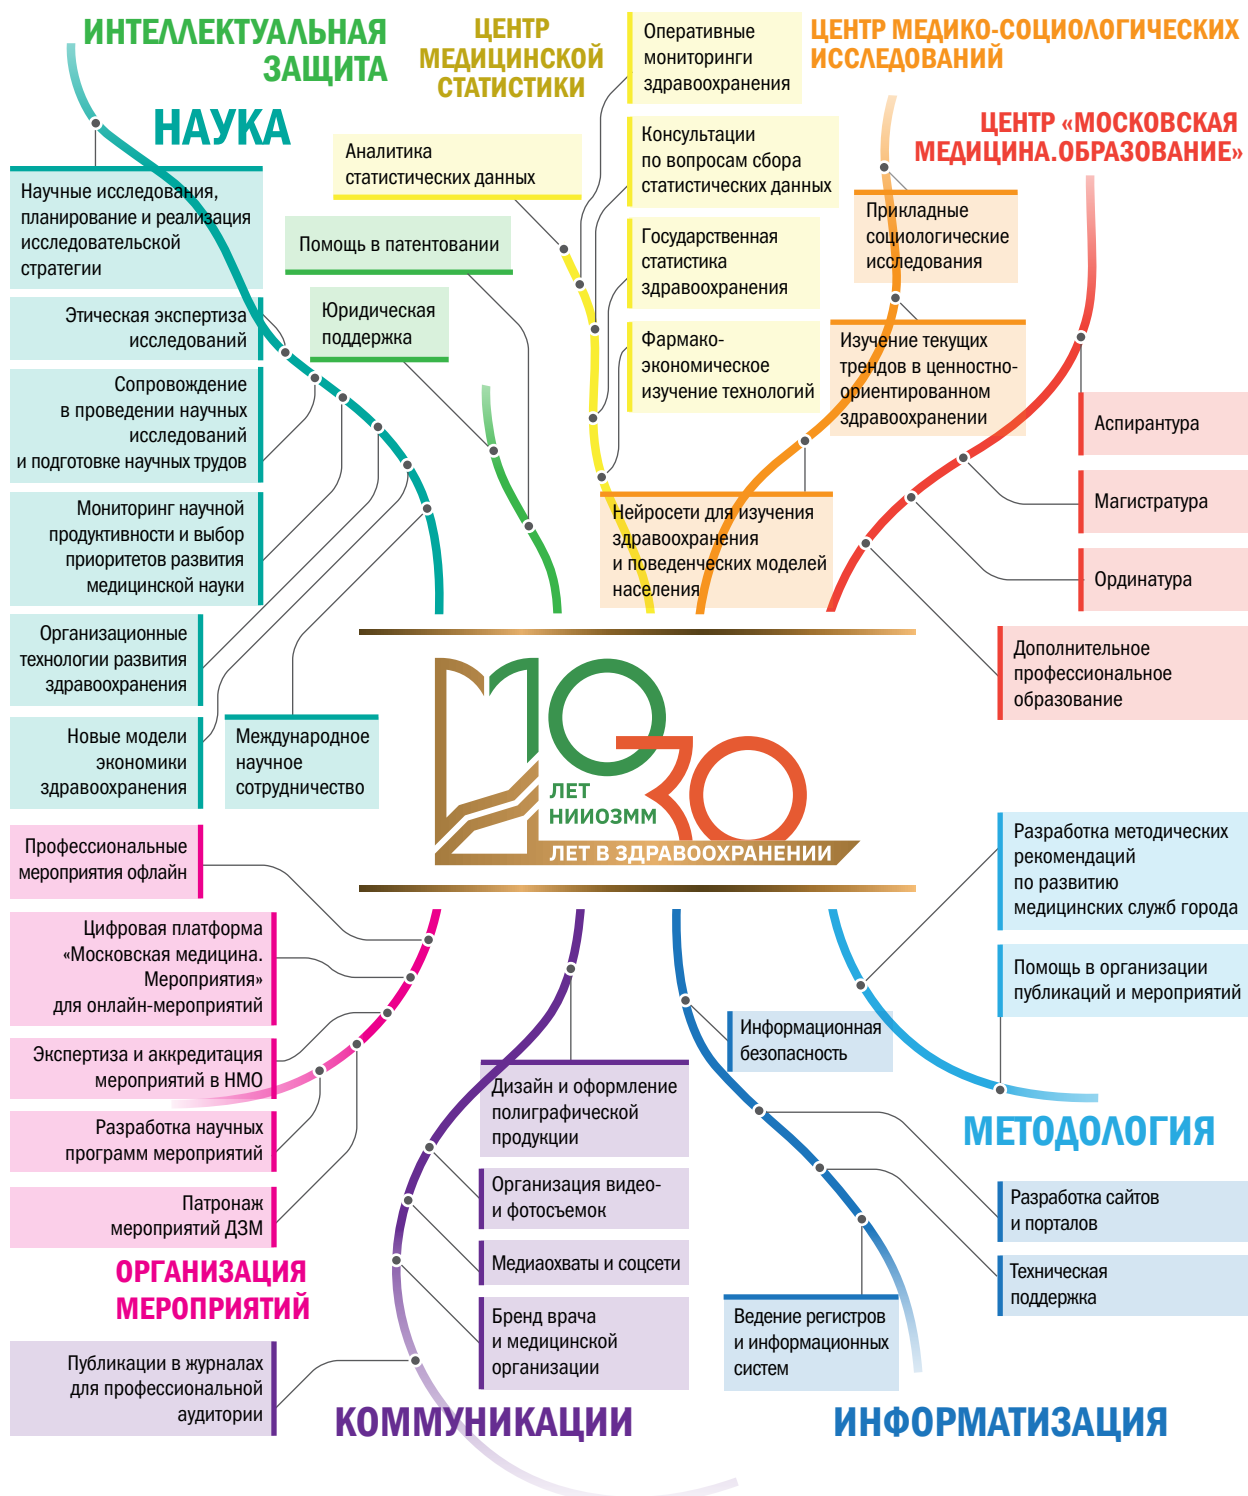 ИНТЕЛЛЕКТУАЛЬНАЯ
ЗАЩИТА
Помощь в патентовании
Юридическая
поддержка
НАУКА
Научные исследования,
планирование и реализация
исследовательской
стратегии
Этическая экспертиза
исследований
Сопровождение
в проведении научных
исследований
и подготовке научных трудов
Мониторинг научной
продуктивности и выбор
приоритетов развития
медицинской науки
Организационные
технологии развития
здравоохранения
Новые модели
экономики
здравоохранения
Международное
научное
сотрудничество
ЦЕНТР
МЕДИЦИНСКОЙ
СТАТИСТИКИ
Аналитика
статистических данных
Оперативные
мониторинги
здравоохранения
Консультации
по вопросам сбора
статистических данных
Государственная
статистика
здравоохранения
Фармако-
экономическое
изучение технологий
ЦЕНТР МЕДИКО-СОЦИОЛОГИЧЕСКИХ
ИССЛЕДОВАНИЙ
Прикладные
социологические
исследования
Изучение текущих
трендов в ценностно-
ориентированном
здравоохранении
Нейросети для изучения
здравоохранения
и поведенческих моделей
населения
ЦЕНТР «МОСКОВСКАЯ
МЕДИЦИНА.ОБРАЗОВАНИЕ»
Аспирантура
Магистратура
Ординатура
Дополнительное
профессиональное
образование
10
30
ЛЕТ
НИИОЗММ
ЛЕТ В ЗДРАВООХРАНЕНИИ
Профессиональные
мероприятия офлайн
Цифровая платформа
«Московская медицина.
Мероприятия»
для онлайн-мероприятий
Экспертиза и аккредитация
мероприятий в НМО
Разработка научных
программ мероприятий
Патронаж
мероприятий ДЗМ
ОРГАНИЗАЦИЯ
МЕРОПРИЯТИЙ
Дизайн и оформление
полиграфической
продукции
Организация видео-
и фотосъемок
Медиаохваты и соцсети
Бренд врача
и медицинской
организации
Публикации в журналах
для профессиональной
аудитории
КОММУНИКАЦИИ
Информационная
безопасность
Разработка сайтов
и порталов
Техническая
поддержка
Ведение регистров
и информационных
систем
ИНФОРМАТИЗАЦИЯ
Разработка методических
рекомендаций
по развитию
медицинских служб города
Помощь в организации
публикаций и мероприятий
МЕТОДОЛОГИЯ